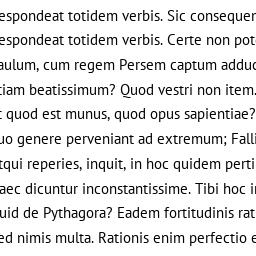 espondeat totidem verbis. Sic consequen
espondeat totidem verbis. Certe non pot
aulum, cum regem Persem captum adduc
tiam beatissimum? Quod vestri non item.
t quod est munus, quod opus sapientiae?
uo genere perveniant ad extremum; Falli
tqui reperies, inquit, in hoc quidem perti
aec dicuntur inconstantissime. Tibi hoc in
uid de Pythagora? Eadem fortitudinis rat
ed nimis multa. Rationis enim perfectio e